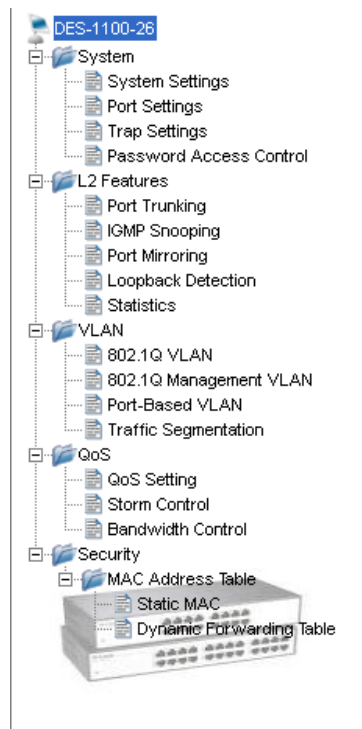 DES-1100-26
System
System Settings
Port Settings
Trap Settings
Password Access Control
L2 Features
Port Trunking
IGMP Snooping
Port Mirroring
Loopback Detection
Statistics
VLAN
802.1Q VLAN
802.1Q Management VLAN
Port-Based VLAN
Traffic Segmentation
QoS
QoS Setting
Storm Control
Bandwidth Control
Security
MAC Address Table
Static MAC
Dynamic Forwarding Table